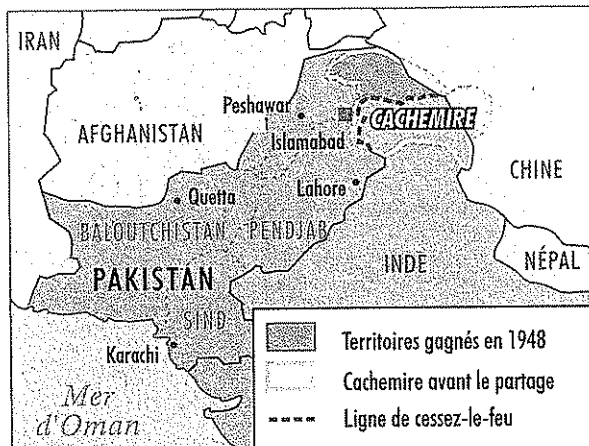 IRAN
AFGHANISTAN
Peshawar
Islamabad
CACHEMIRE
CHINE
Lahore
Quetta
BALOUTCHISTAN
PENDJAB
PAKISTAN
INDE
NÉPAL
SIND
Karachi
Mer
d'Oman
Territoires gagnés en 1948
Cachemire avant le partage
Ligne de cessez-le-feu